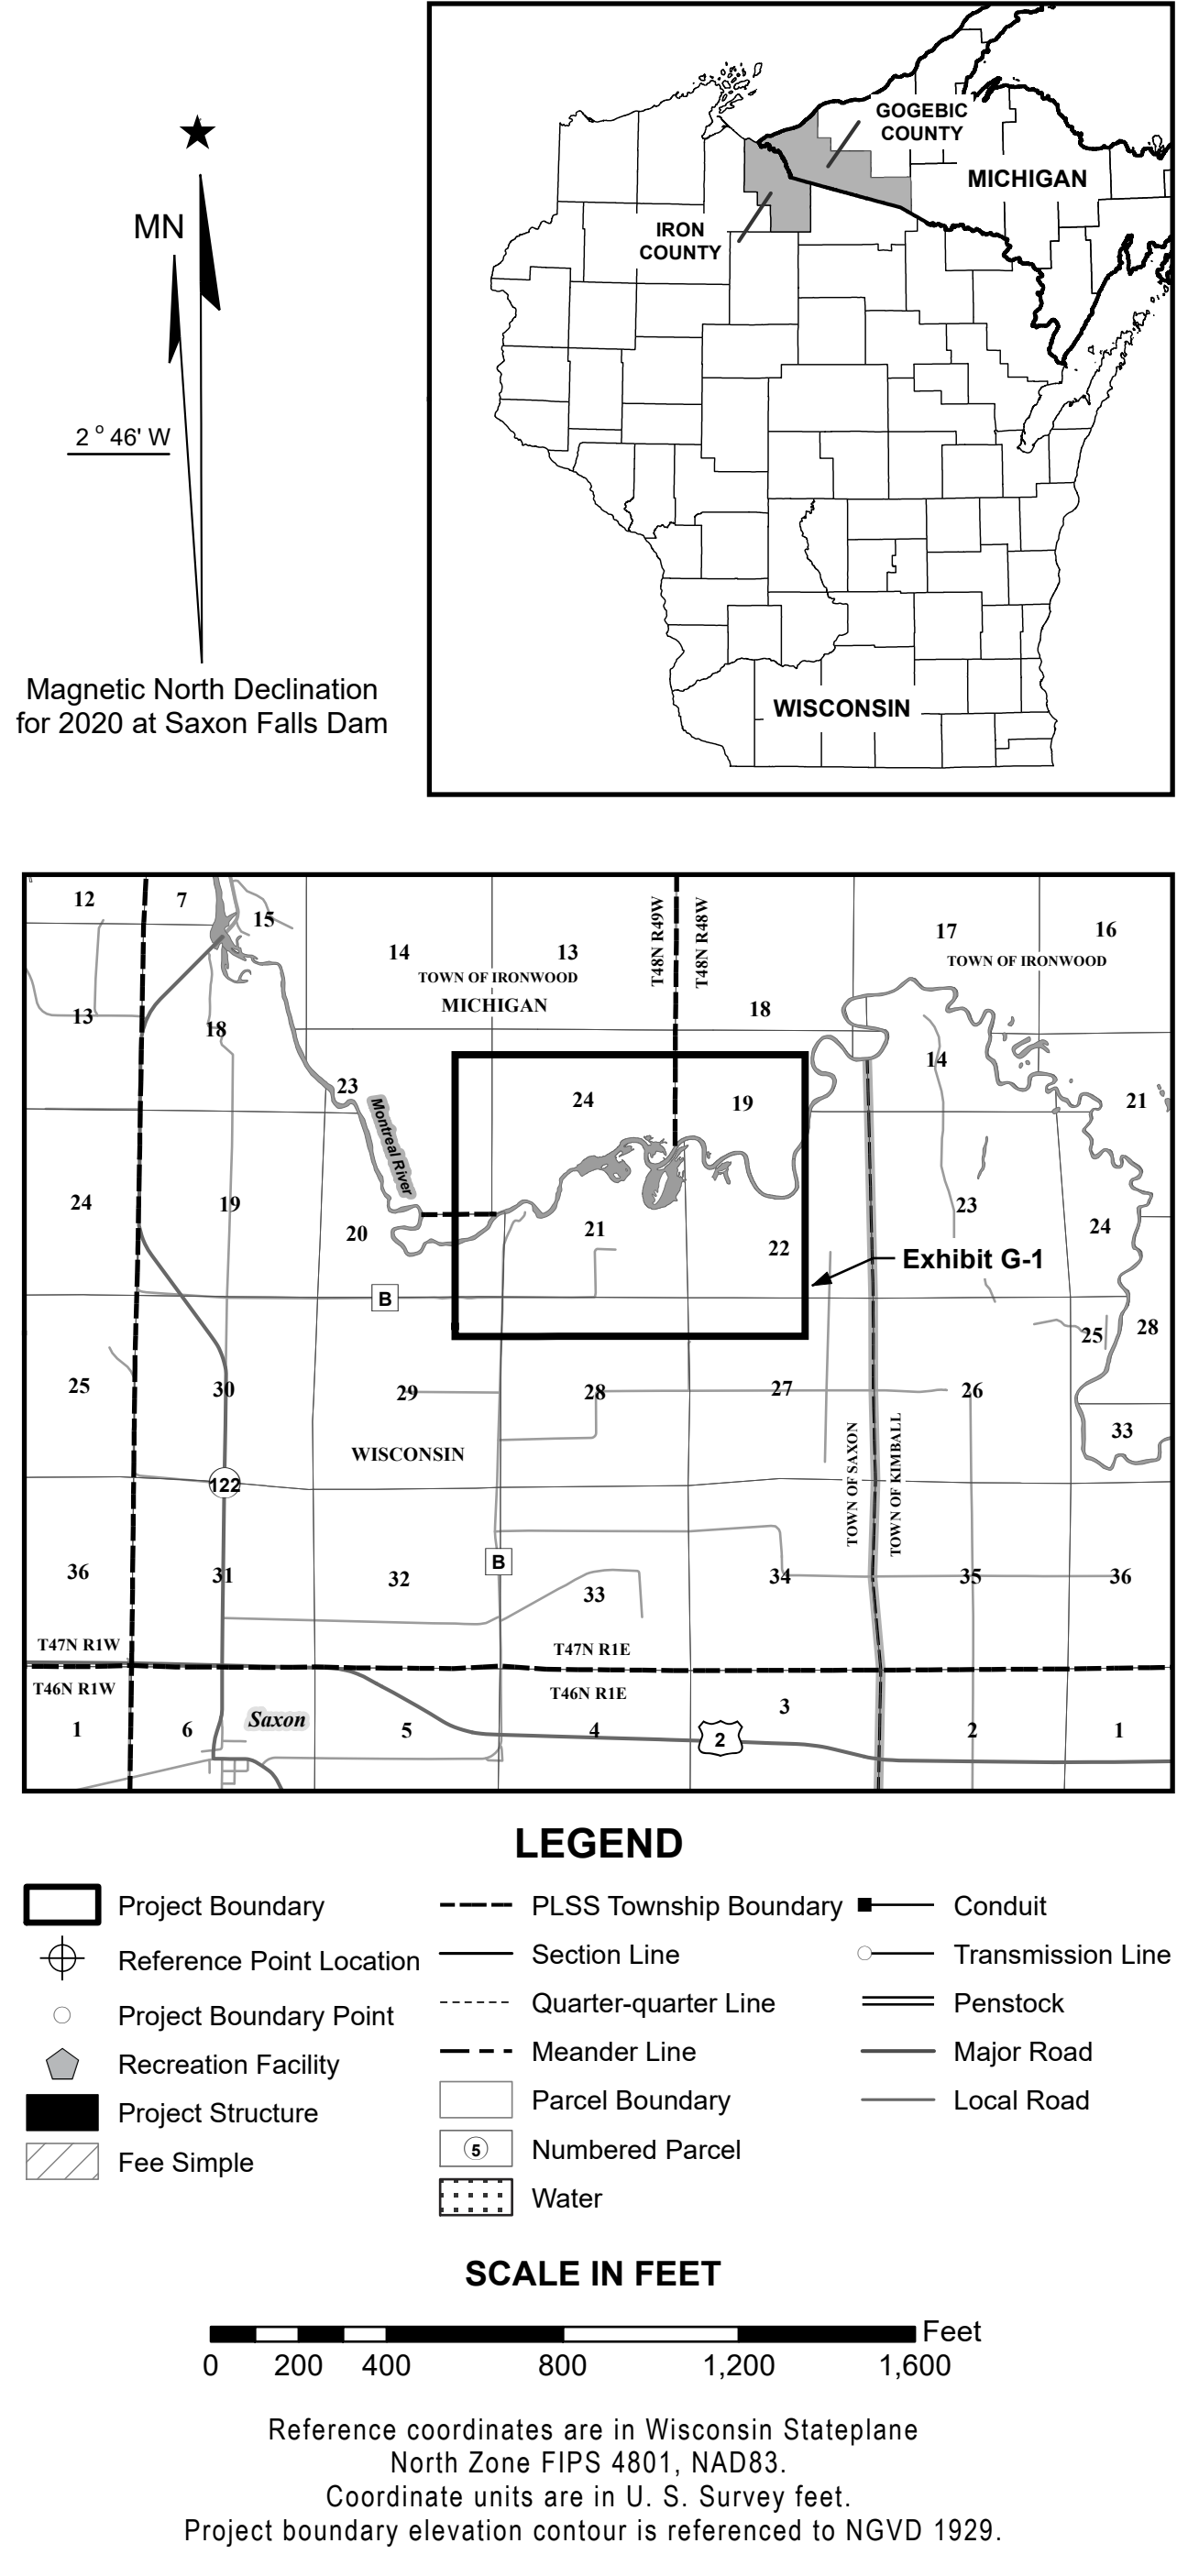 GOGEBIC
COUNTY
MICHIGAN
IRON
COUNTY
WISCONSIN
MN
2 ° 46' W
Magnetic North Declination
for 2020 at Saxon Falls Dam
12
7
15
14
13
T48N R49W
T48N R48W
17
16
TOWN OF IRONWOOD
TOWN OF IRONWOOD
MICHIGAN
18
13
18
14
23
24
19
21
Montreal River
24
19
20
21
22
23
24
Exhibit G-1
B
25
28
25
30
29
28
27
26
33
WISCONSIN
TOWN OF SAXON
TOWN OF KIMBALL
122
B
36
31
32
33
34
35
36
T47N R1W
T47N R1E
T46N R1W
T46N R1E
1
6
Saxon
5
4
3
2
2
1
LEGEND
Project Boundary
Reference Point Location
Project Boundary Point
Recreation Facility
Project Structure
Fee Simple
PLSS Township Boundary
Section Line
Quarter-quarter Line
Meander Line
Parcel Boundary
5 Numbered Parcel
Water
Conduit
Transmission Line
Penstock
Major Road
Local Road
SCALE IN FEET
Feet
0 200 400 800 1,200 1,600
Reference coordinates are in Wisconsin Stateplane
North Zone FIPS 4801, NAD83.
Coordinate units are in U. S. Survey feet.
Project boundary elevation contour is referenced to NGVD 1929.